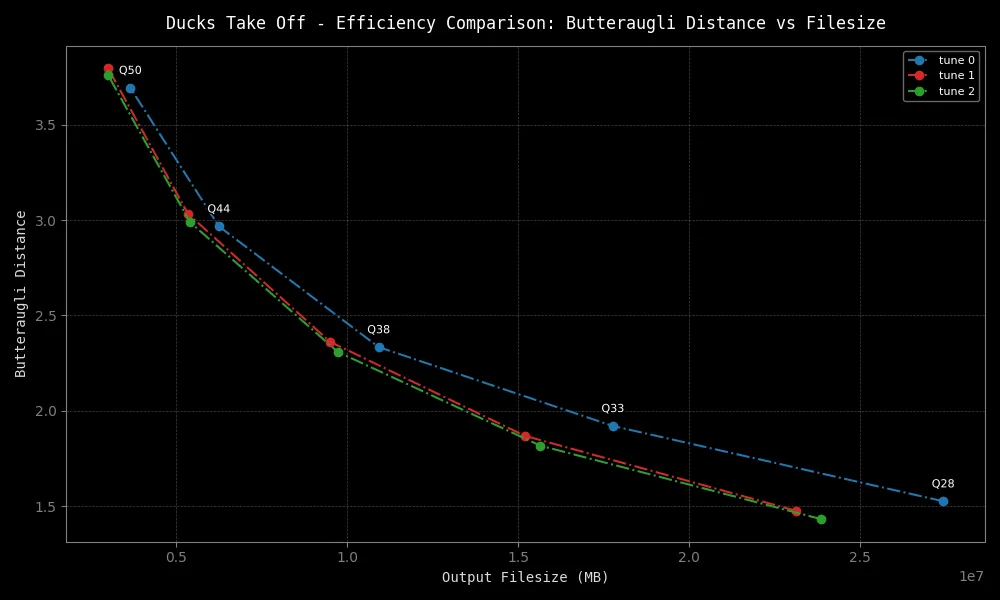 Ducks Take Off - Efficiency Comparison: Butteraugli Distance vs Filesize
tune 0
tune 1
tune 2
Q50
Q44
Q38
Q33
Q28
3.5
3.0
2.5
2.0
1.5
Butteraugli Distance
0.5
1.0
1.5
2.0
2.5
1e7
Output Filesize (MB)